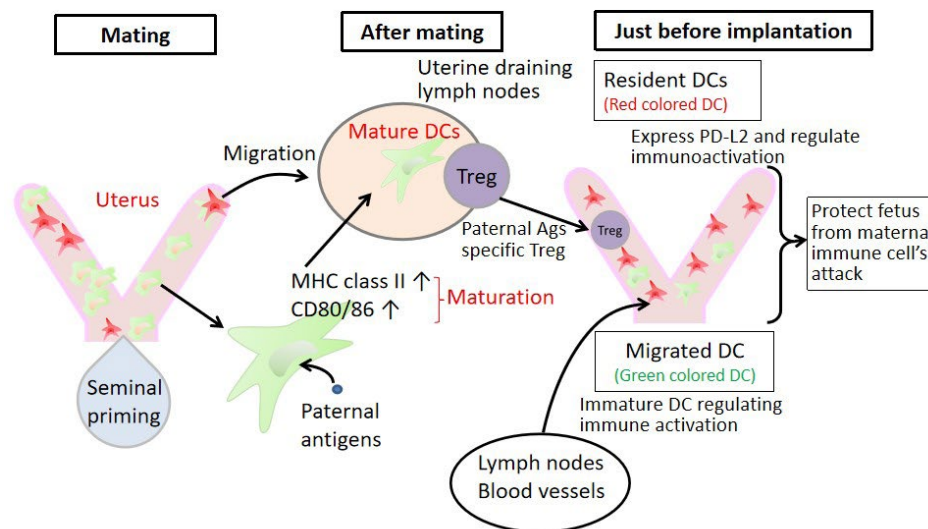 Mating
After mating
Just before implantation
Uterine draining
lymph nodes
Mature DCs
Treg
Migration
Uterus
Paternal Ags
specific Treg
MHC class II ↑
CD80/86 ↑
Maturation
Seminal
priming
Paternal
antigens
Resident DCs
(Red colored DC)
Express PD-L2 and regulate
immunoactivation
Treg
Protect fetus
from maternal
immune cell's
attack
Migrated DC
(Green colored DC)
Immature DC regulating
immune activation
Lymph nodes
Blood vessels